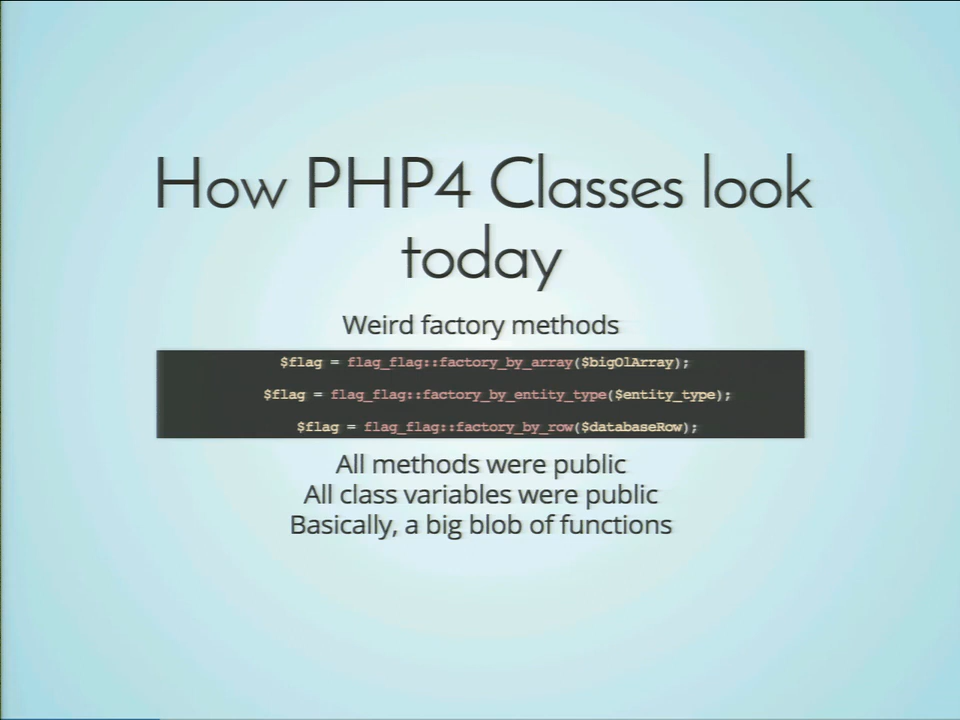 How PHP4 Classes look
today
Weird factory methods
$flag = flag_flag::factory_by_array($bigOlArray);
$flag = flag_flag::factory_by_entity_type($entity_type);
$flag = flag_flag::factory_by_row($databaseRow);
All methods were public
All class variables were public
Basically, a big blob of functions